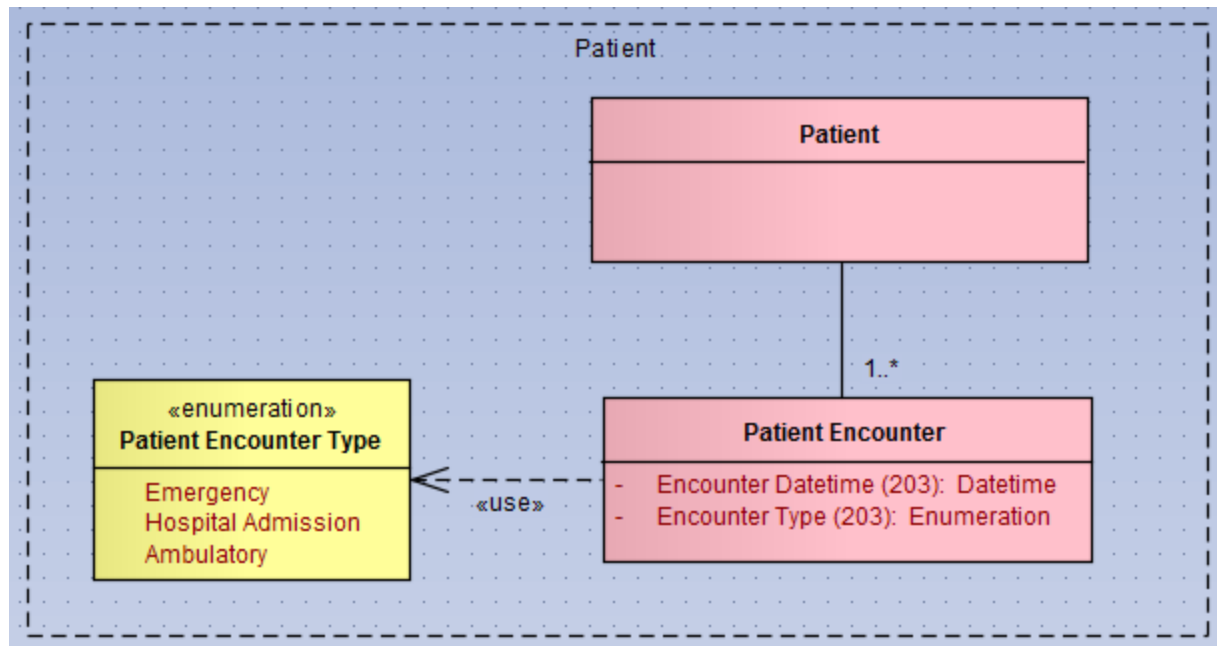 Patient
Patient
1..*
«enumeration»
Patient Encounter Type
Emergency
Hospital Admission
Ambulatory
«use»
Patient Encounter
- Encounter Datetime (203): Datetime
- Encounter Type (203): Enumeration